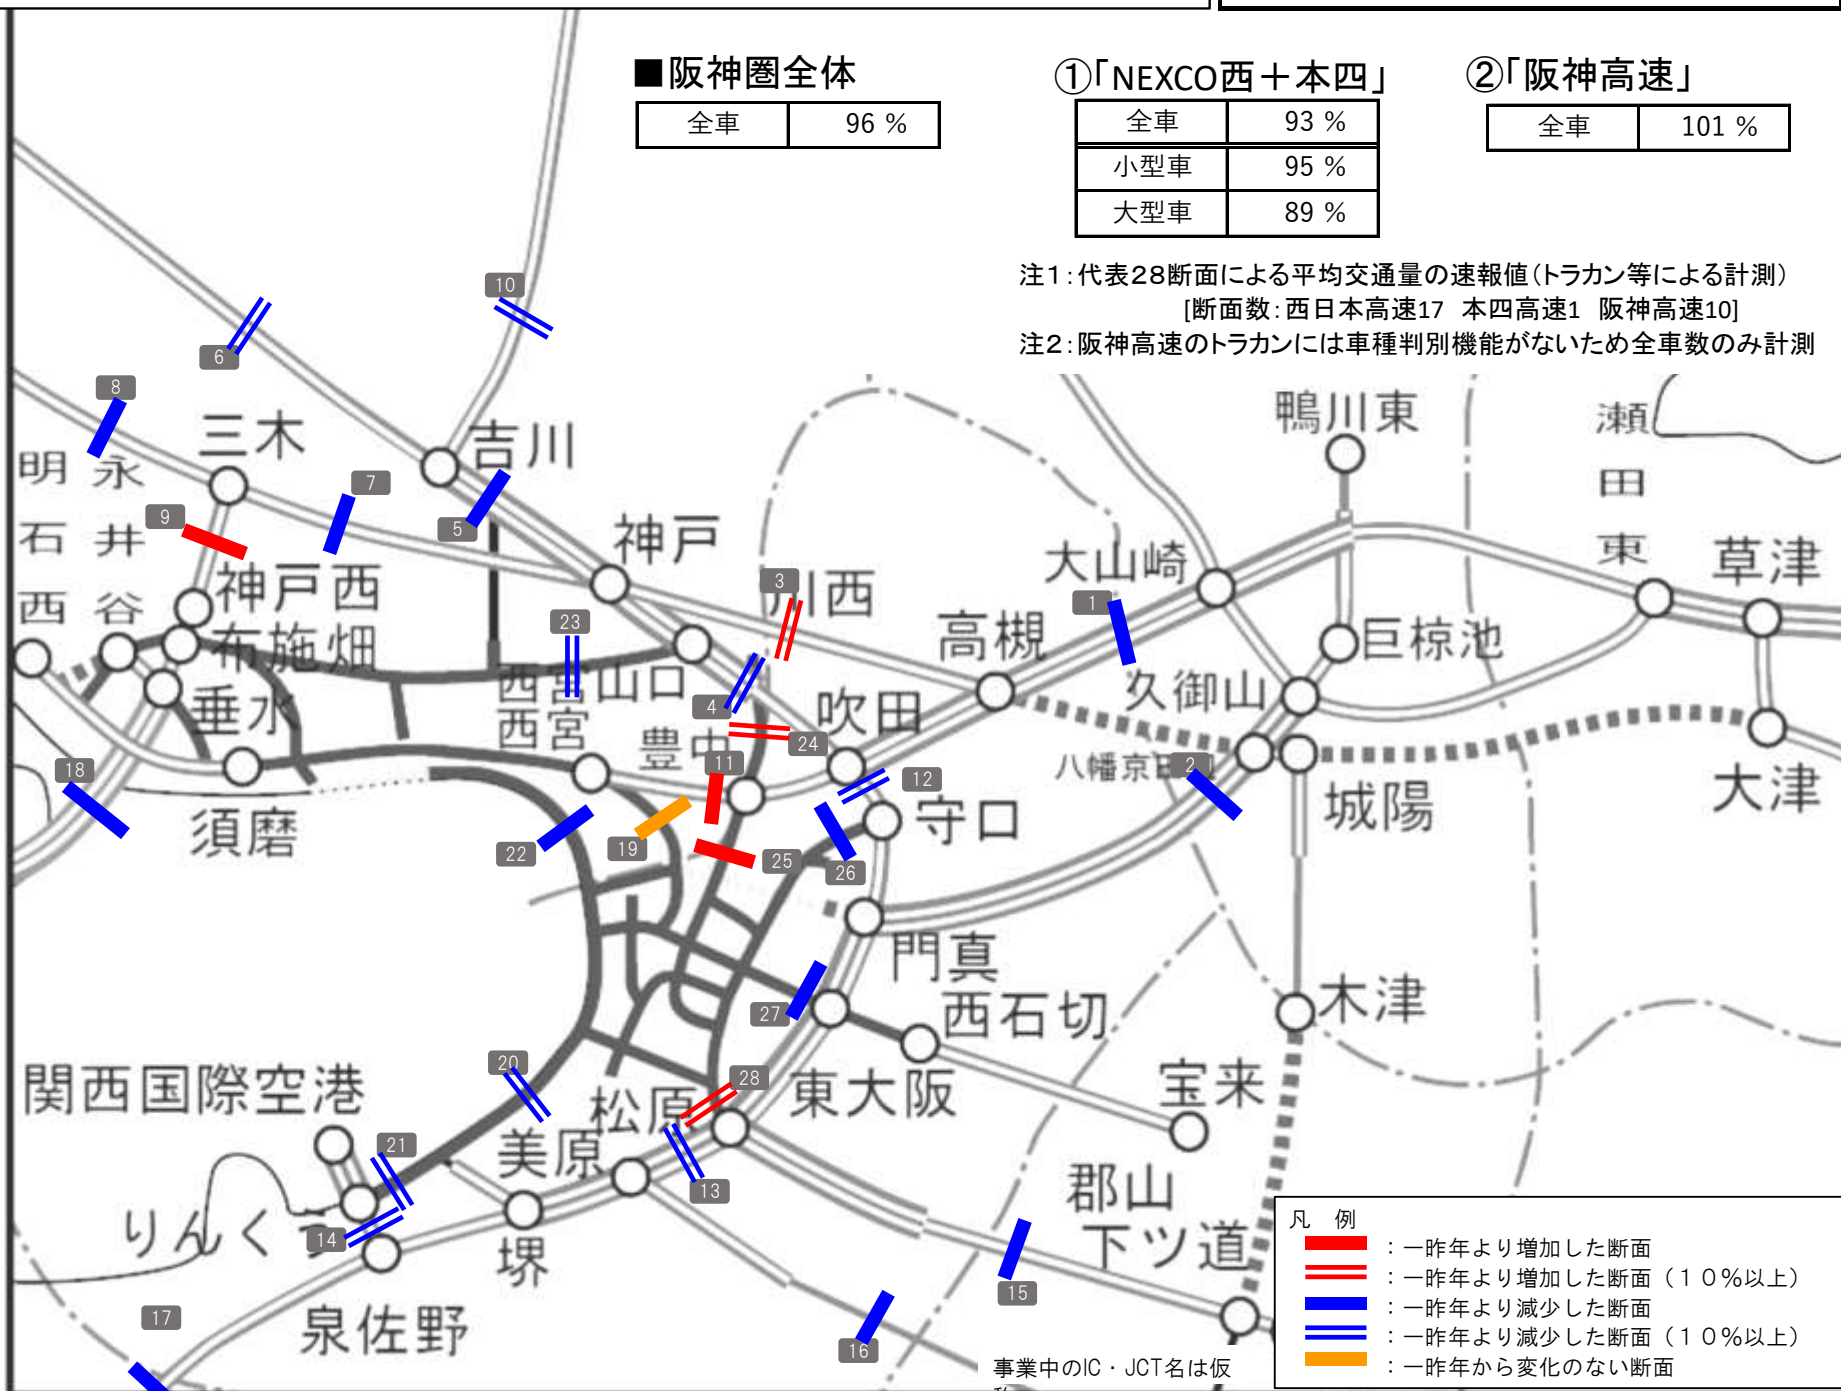 ■阪神圏全体
全車 96 %
①「NEXCO西＋本四」
全車 93 %
小型車 95 %
大型車 89 %
②「阪神高速」
全車 101 %
注１：代表２８断面による平均交通量の速報値（トラカン等による計測）
[断面数：西日本高速17 本四高速1 阪神高速10]
注２：阪神高速のトラカンには車種判別機能がないため全車数のみ計測
10
6
8
三木
吉川
鴨川東
瀬田東
明石西
永井谷
7
9
5
神戸
大山崎
草津
神戸西
3
川西
1
布施畑
23
高槻
巨椋池
西宮山口
4
吹田
久御山
垂水
西宮
豊中
24
18
11
12
八幡京田辺
2
城陽
大津
須磨
22
19
25
26
守口
門真
27
西石切
木津
関西国際空港
20
28
松原
東大阪
宝来
21
美原
13
郡山下ツ道
りんくう
14
堺
15
17
泉佐野
16
事業中のIC・JCT名は仮
凡 例
：一昨年より増加した断面
：一昨年より増加した断面（１０％以上）
：一昨年より減少した断面
：一昨年より減少した断面（１０％以上）
：一昨年から変化のない断面